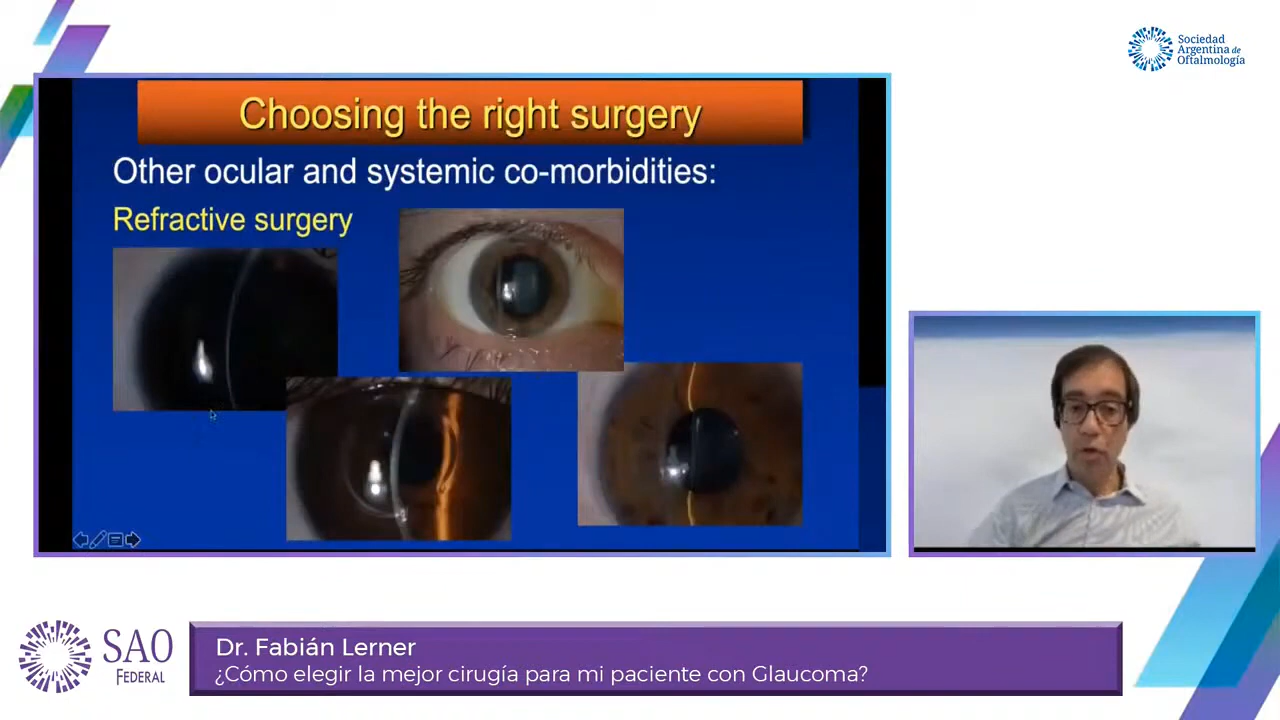 Sociedad
Argentina de
Oftalmología
Choosing the right surgery
Other ocular and systemic co-morbidities:
Refractive surgery
SAO
FEDERAL
Dr. Fabián Lerner
¿Cómo elegir la mejor cirugía para mi paciente con Glaucoma?